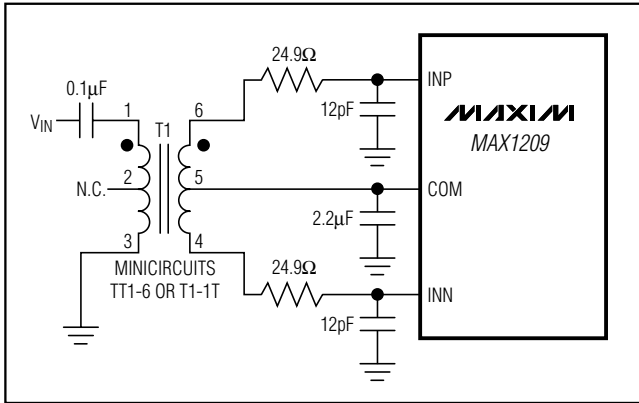 24.9Ω
0.1µF
1
6
INP
12pF
MAXIM
MAX1209
VIN
T1
N.C.
2
5
COM
2.2µF
3
4
24.9Ω
MINICIRCUITS
TT1-6 OR T1-1T
INN
12pF